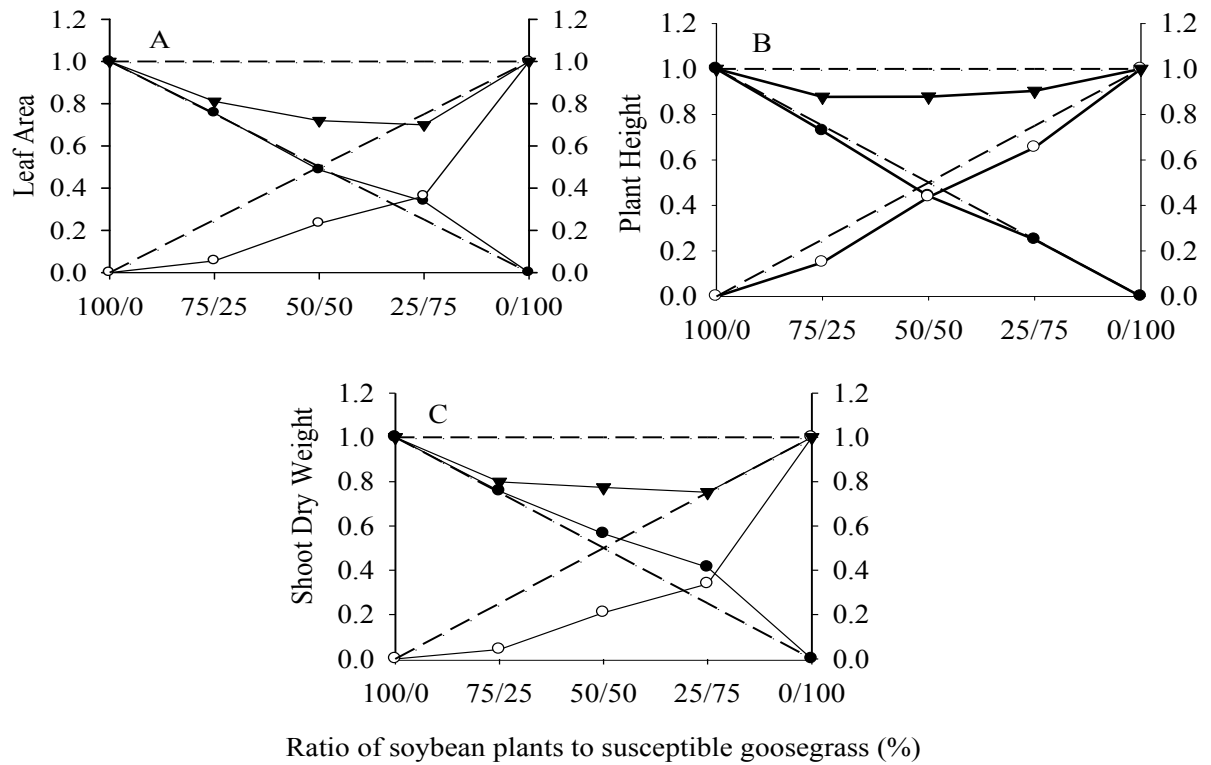 1.2 A 1.2
1.0 1.0
0.8 0.8
0.6 0.6
0.4 0.4
0.2 0.2
0.0 0.0
Leaf Area
100/0 75/25 50/50 25/75 0/100
1.2 B 1.2
1.0 1.0
0.8 0.8
0.6 0.6
0.4 0.4
0.2 0.2
0.0 0.0
Plant Height
100/0 75/25 50/50 25/75 0/100
1.2 C 1.2
1.0 1.0
0.8 0.8
0.6 0.6
0.4 0.4
0.2 0.2
0.0 0.0
Shoot Dry Weight
100/0 75/25 50/50 25/75 0/100
Ratio of soybean plants to susceptible goosegrass (%)